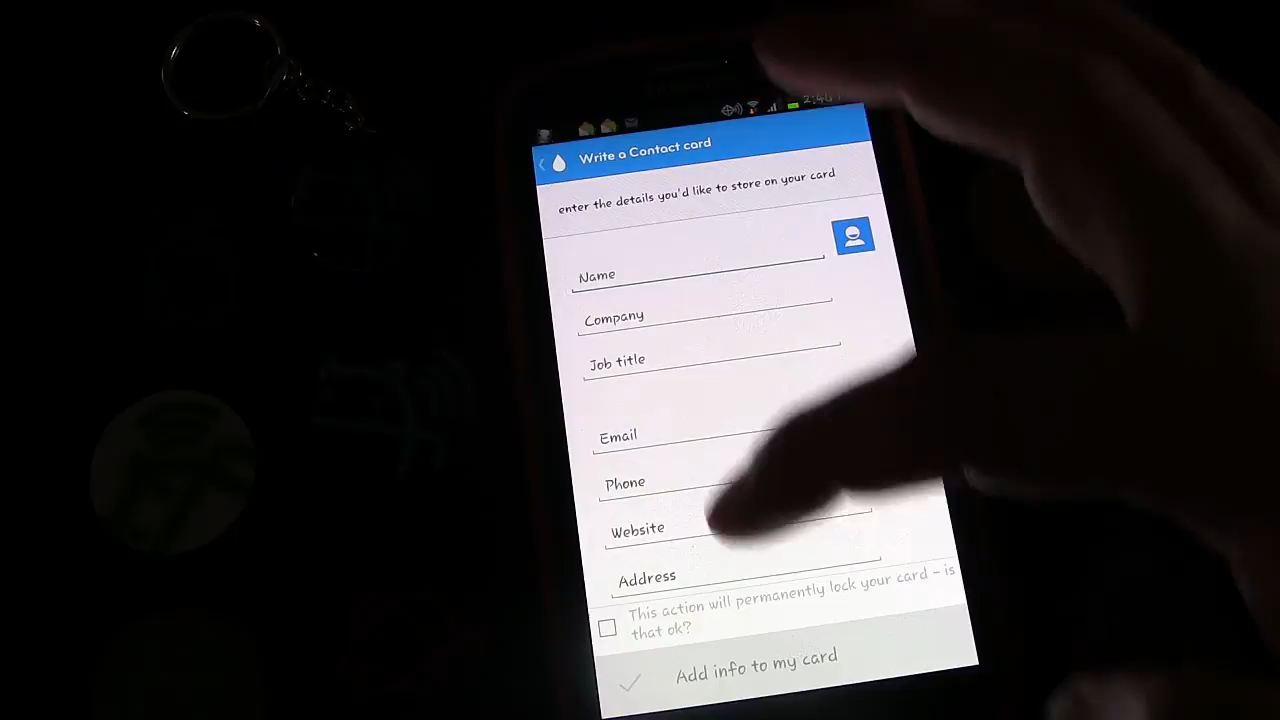 Write a Contact card
enter the details you'd like to store on your card
Name
Company
Job title
Email
Phone
Website
Address
This action will permanently lock your card - is
that ok?
Add info to my card